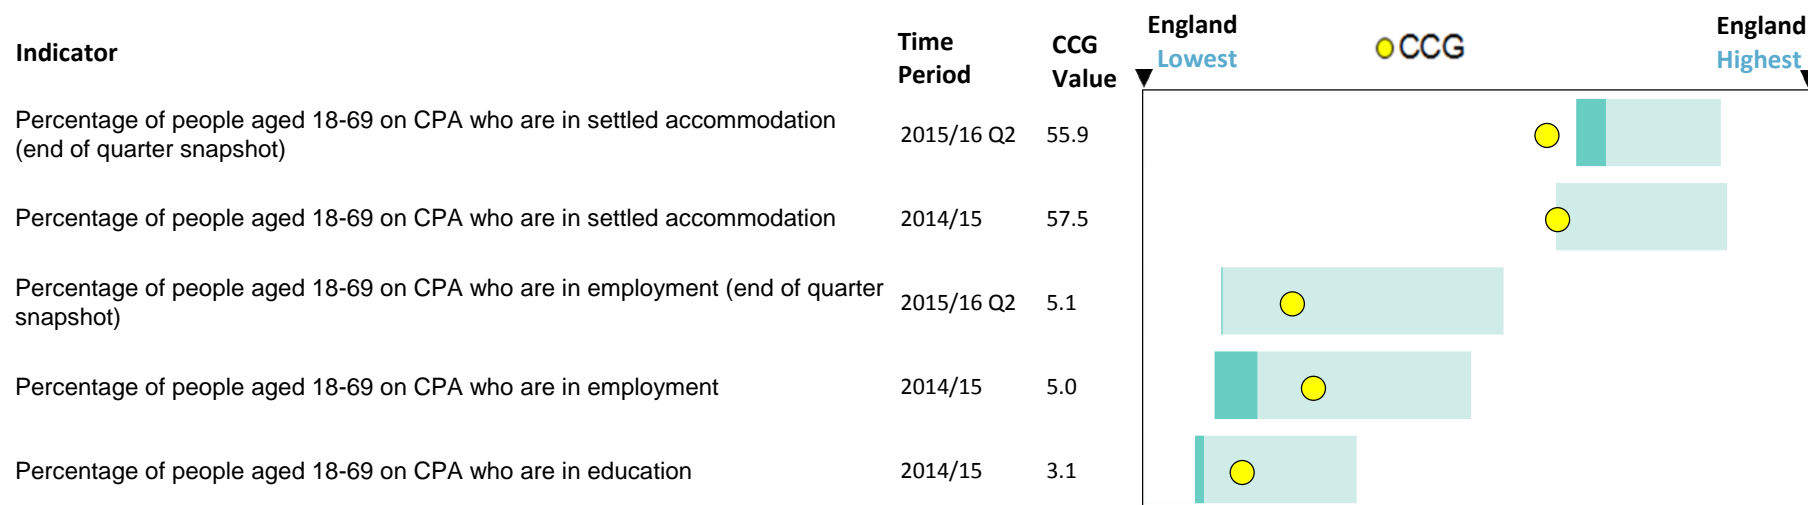 Indicator
Time
Period
CCG
Value
England
Lowest
CCG
England
Highest
Percentage of people aged 18-69 on CPA who are in settled accommodation
(end of quarter snapshot)
2015/16 Q2
55.9
Percentage of people aged 18-69 on CPA who are in settled accommodation
2014/15
57.5
Percentage of people aged 18-69 on CPA who are in employment (end of quarter
snapshot)
2015/16 Q2
5.1
Percentage of people aged 18-69 on CPA who are in employment
2014/15
5.0
Percentage of people aged 18-69 on CPA who are in education
2014/15
3.1